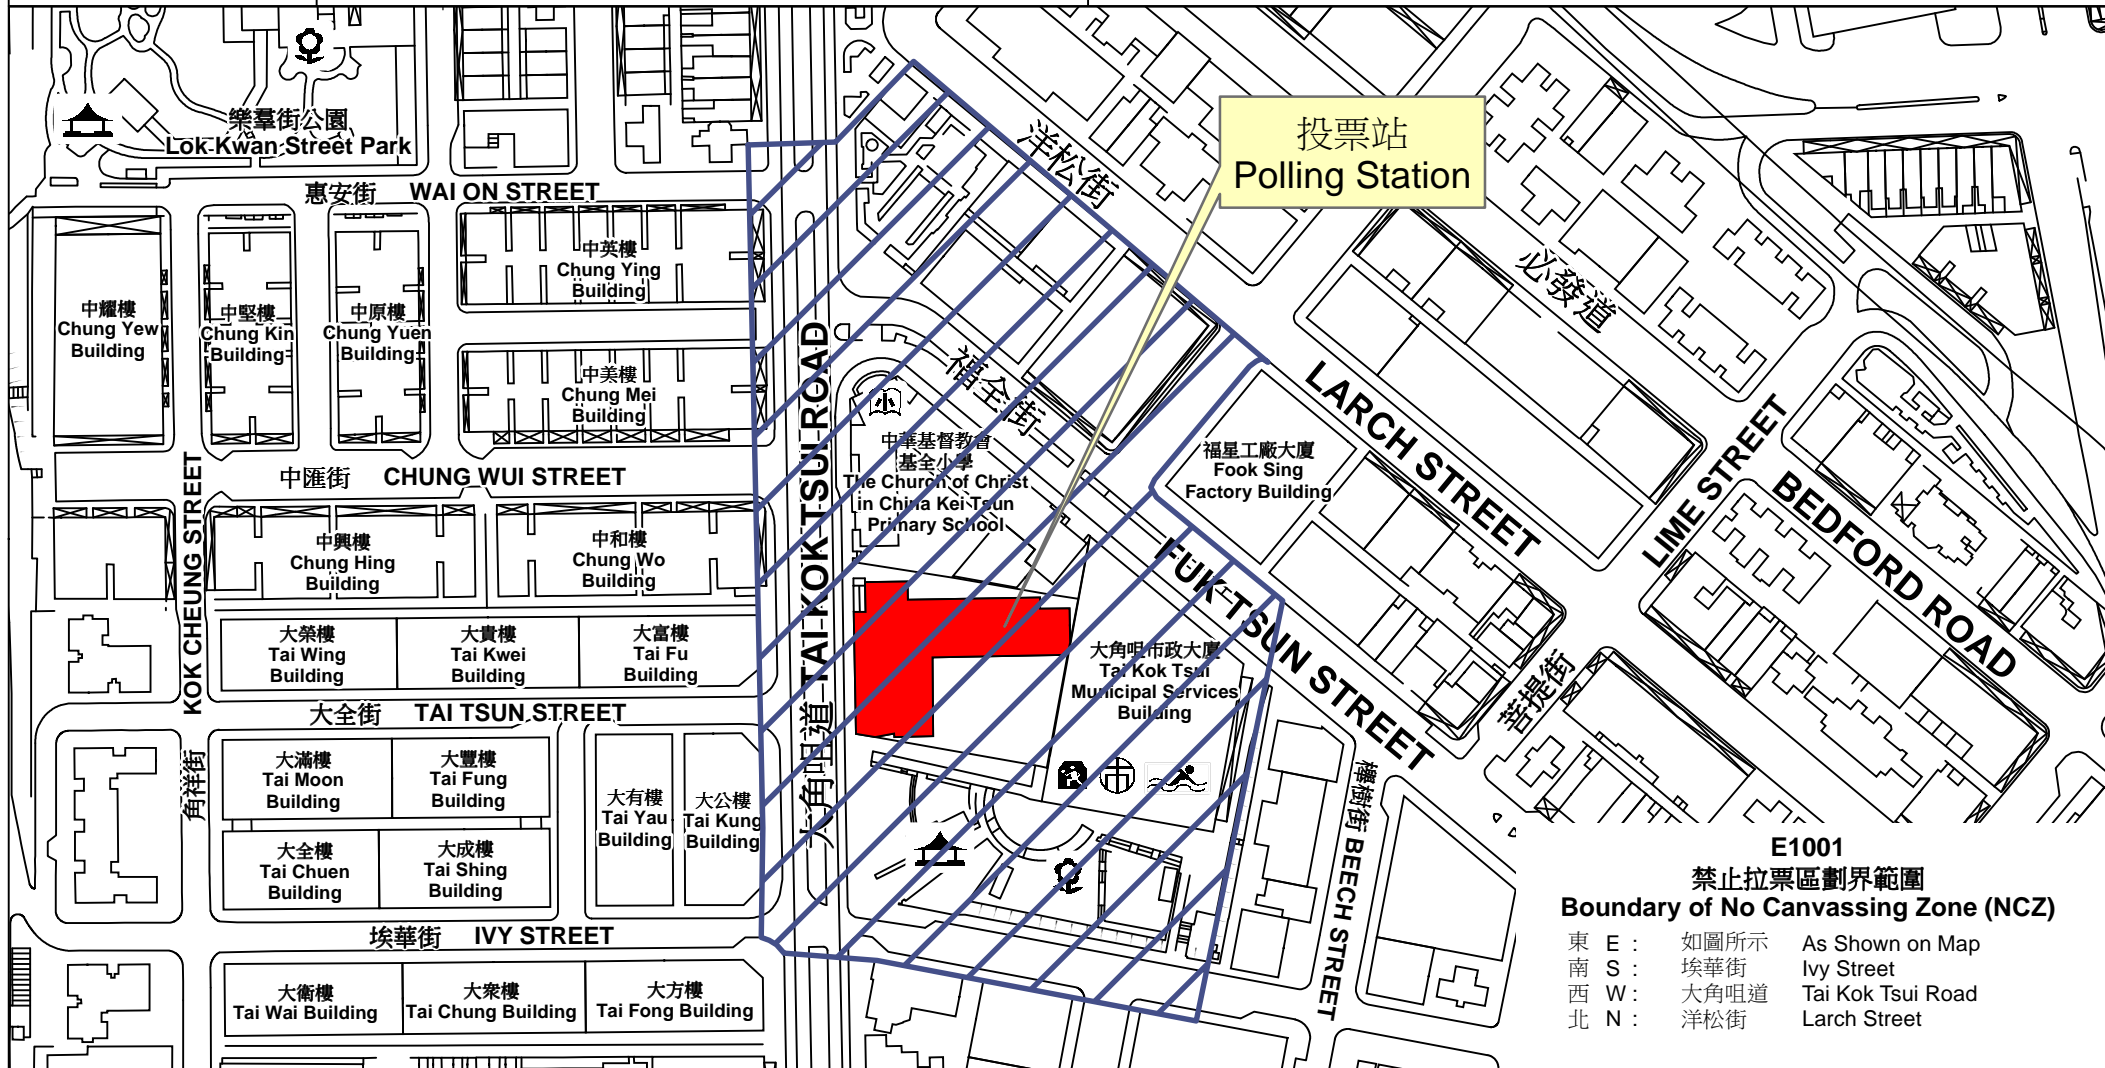 樂羣街公園
Lok Kwan Street Park
惠安街 WAI ON STREET
洋松街
投票站
Polling Station
必發道
中耀樓
Chung Yew
Building
中堅樓
Chung Kin
Building
中原樓
Chung Yuen
Building
中英樓
Chung Ying
Building
中美樓
Chung Mei
Building
TAI KOK TSUI ROAD
大角咀道
福全街
LARCH STREET
LIME STREET
BEDFORD ROAD
小
中華基督教會
基全小學
The Church of Christ
in China Kei Tsun
Primary School
福星工廠大廈
Fook Sing
Factory Building
KOK CHEUNG STREET
角祥街
中匯街 CHUNG WUI STREET
中興樓
Chung Hing
Building
中和樓
Chung Wo
Building
FUK TSUN STREET
大榮樓
Tai Wing
Building
大貴樓
Tai Kwei
Building
大富樓
Tai Fu
Building
大角咀市政大廈
Tai Kok Tsui
Municipal Services
Building
菩提街
大全街 TAI TSUN STREET
大滿樓
Tai Moon
Building
大豐樓
Tai Fung
Building
大有樓
Tai Yau
Building
大公樓
Tai Kung
Building
市
櫸樹街 BEECH STREET
大全樓
Tai Chuen
Building
大成樓
Tai Shing
Building
埃華街 IVY STREET
大衞樓
Tai Wai Building
大衆樓
Tai Chung Building
大方樓
Tai Fong Building
E1001
禁止拉票區劃界範圍
Boundary of No Canvassing Zone (NCZ)
東 E : 如圖所示 As Shown on Map
南 S : 埃華街 Ivy Street
西 W : 大角咀道 Tai Kok Tsui Road
北 N : 洋松街 Larch Street